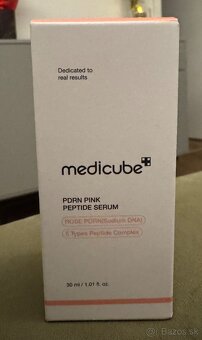 Dedicated to
real results
medicube
PDRN PINK
PEPTIDE SERUM
ROSE PDRN(Sodium DNA)
5 Types Peptide Complex
30 ml / 1.01 fl. oz.
Bazos.sk